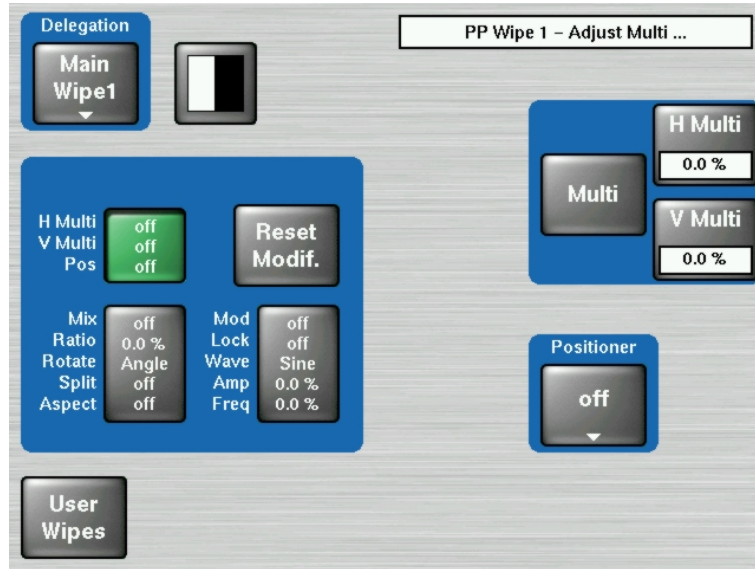 Delegation
Main
Wipe1
PP Wipe 1 – Adjust Multi ...
H Multi
0.0 %
Multi
V Multi
0.0 %
H Multi off
V Multi off
Pos off
Reset
Modif.
Mix off
Ratio 0.0 %
Rotate Angle
Split off
Aspect off
Mod off
Lock off
Wave Sine
Amp 0.0 %
Freq 0.0 %
Positioner
off
User
Wipes